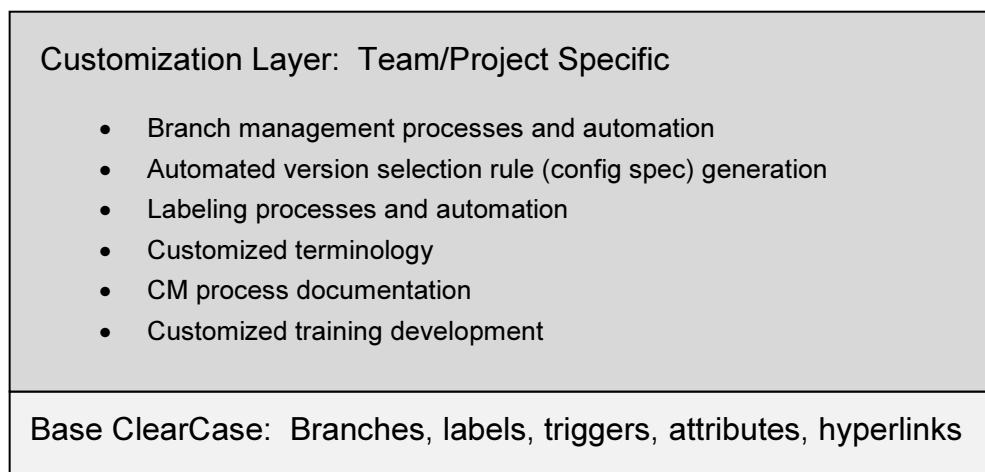 Customization Layer:  Team/Project Specific
• Branch management processes and automation
• Automated version selection rule (config spec) generation
• Labeling processes and automation
• Customized terminology
• CM process documentation
• Customized training development
Base ClearCase:  Branches, labels, triggers, attributes, hyperlinks